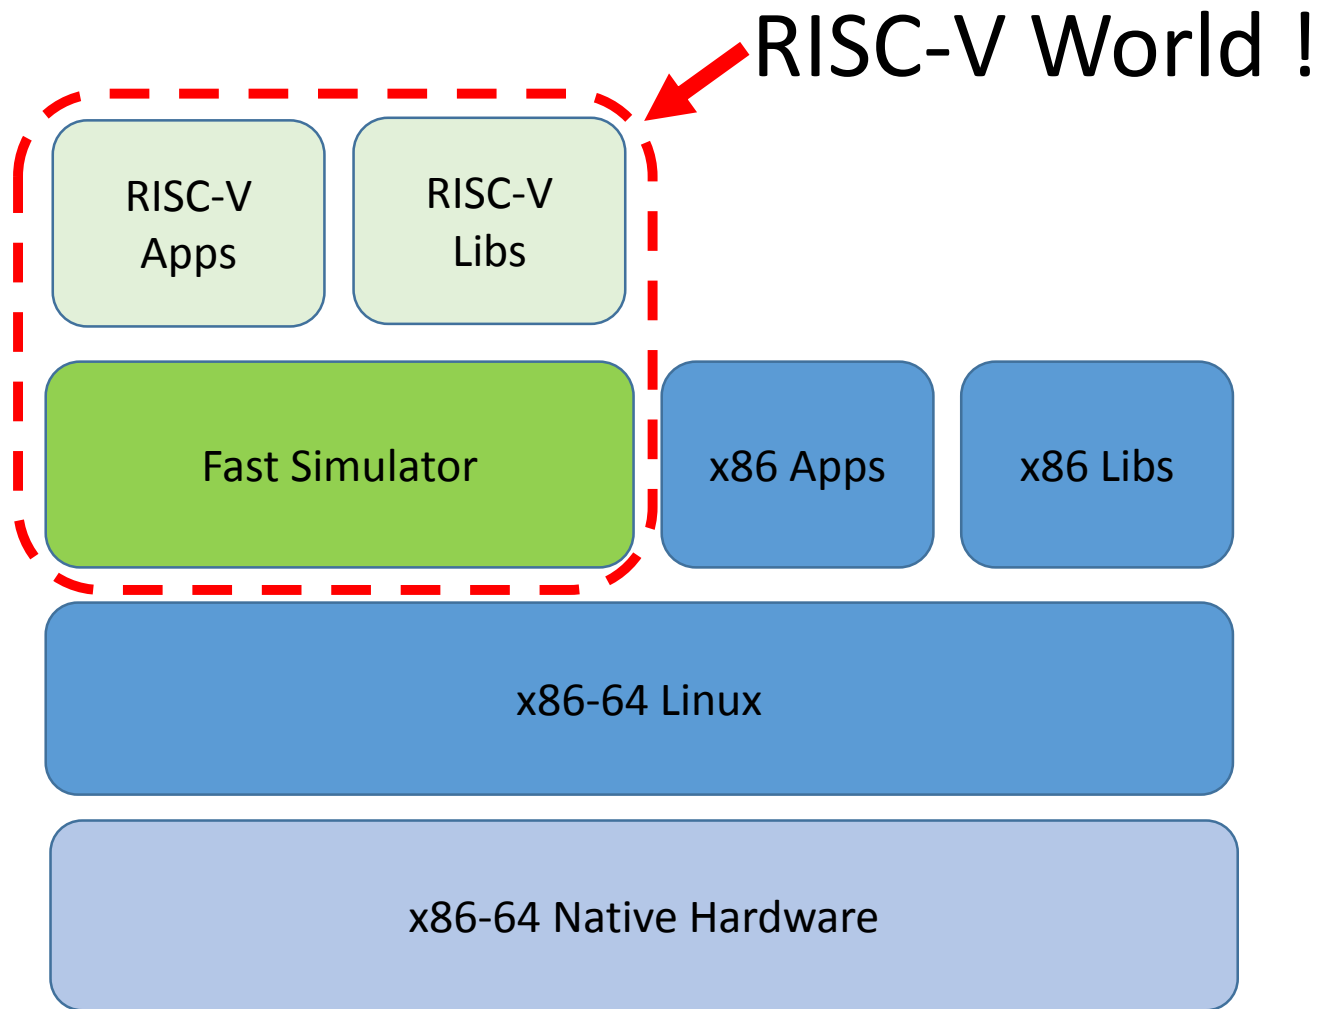 RISC-V World !
RISC-V
Apps
RISC-V
Libs
Fast Simulator
x86 Apps
x86 Libs
x86-64 Linux
x86-64 Native Hardware